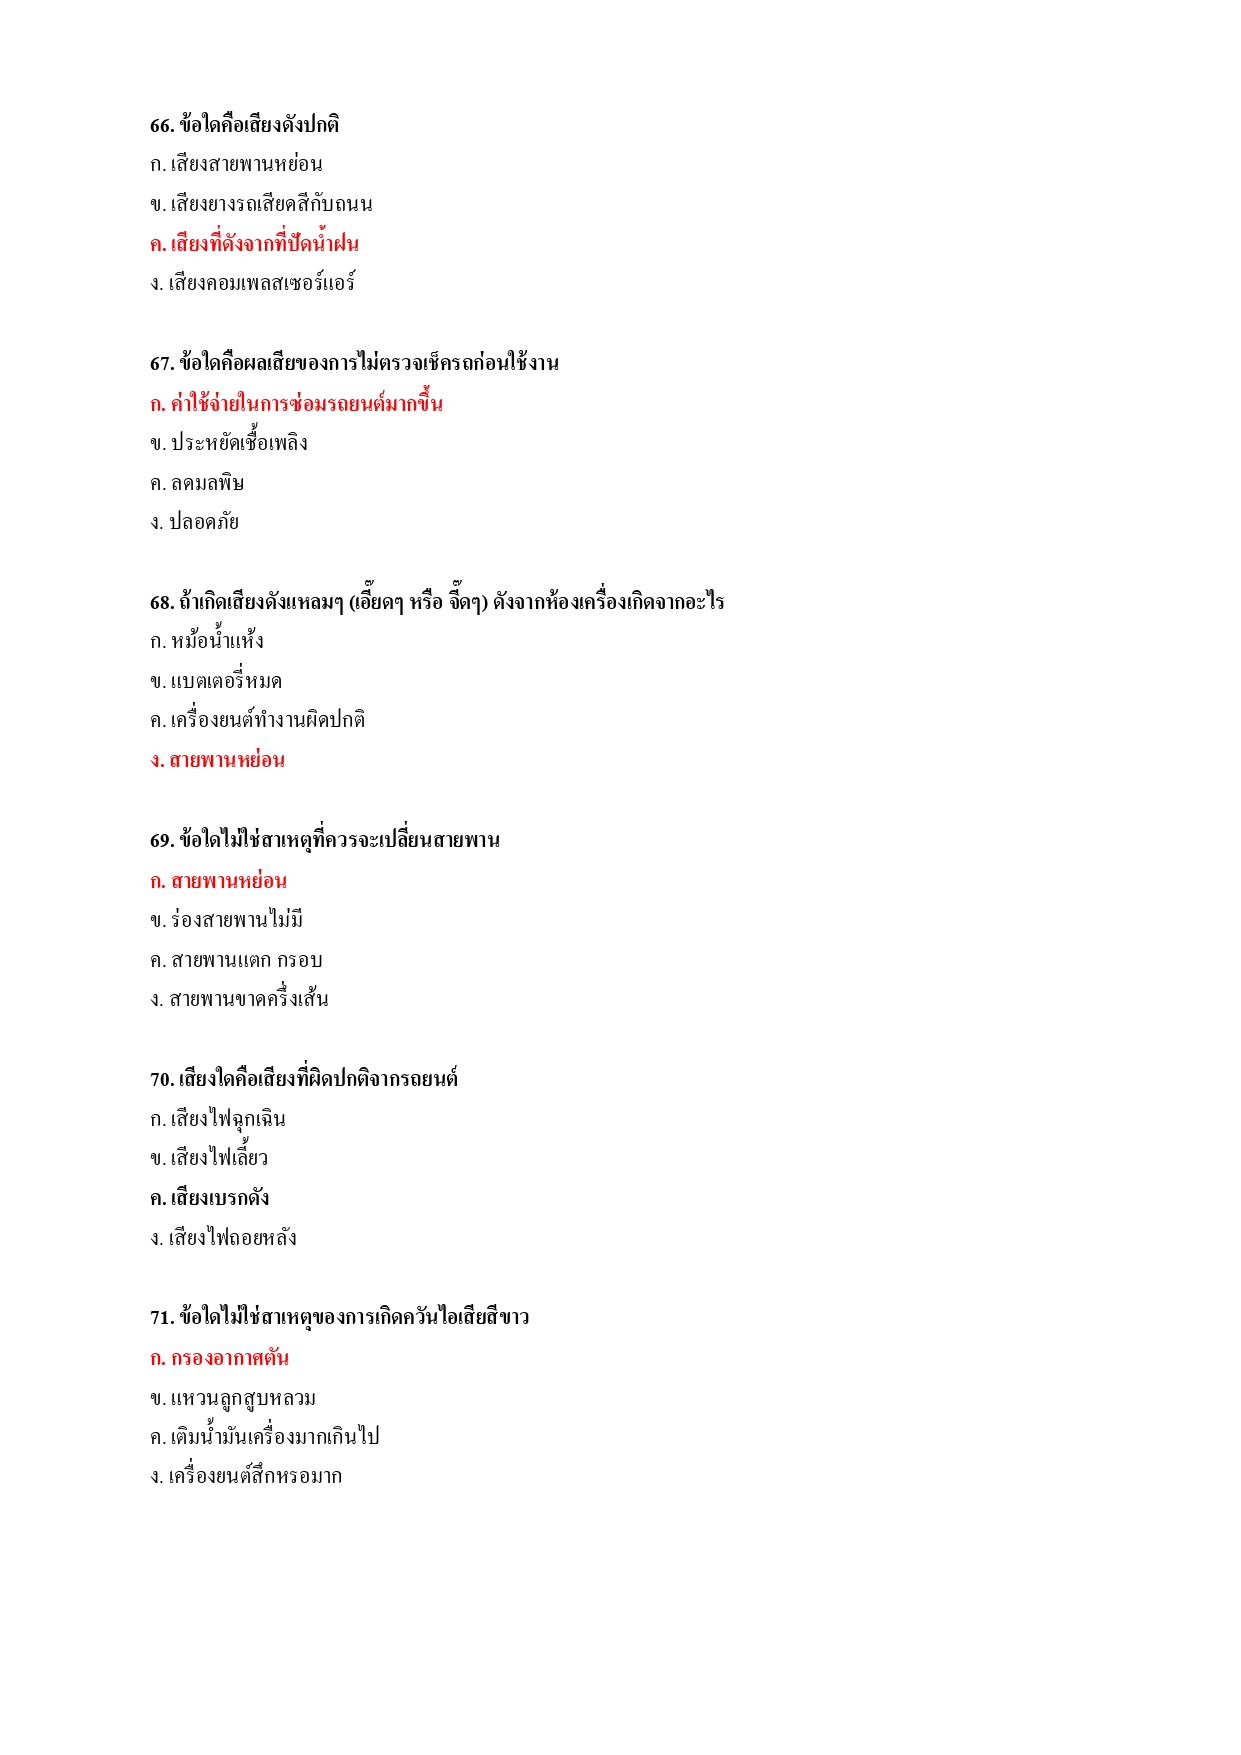 66. ข้อใดคือเสียงดังปกติ
ก. เสียงสายพานหย่อน
ข. เสียงยางรถเสียดสีกับถนน
ค. เสียงที่ดังจากที่ปัดน้ำฝน
ง. เสียงคอมเพลสเซอร์แอร์
67. ข้อใดคือผลเสียของการไม่ตรวจเช็ครถก่อนใช้งาน
ก. ค่าใช้จ่ายในการซ่อมรถยนต์มากขึ้น
ข. ประหยัดเชื้อเพลิง
ค. ลดมลพิษ
ง. ปลอดภัย
68. ถ้าเกิดเสียงดังแหลมๆ (เอี๊ยดๆ หรือ จี๊ดๆ) ดังจากห้องเครื่องเกิดจากอะไร
ก. หม้อน้ำแห้ง
ข. แบตเตอรี่หมด
ค. เครื่องยนต์ทำงานผิดปกติ
ง. สายพานหย่อน
69. ข้อใดไม่ใช่สาเหตุที่ควรจะเปลี่ยนสายพาน
ก. สายพานหย่อน
ข. ร่องสายพานไม่มี
ค. สายพานแตก กรอบ
ง. สายพานขาดครึ่งเส้น
70. เสียงใดคือเสียงที่ผิดปกติจากรถยนต์
ก. เสียงไฟฉุกเฉิน
ข. เสียงไฟเลี้ยว
ค. เสียงเบรกดัง
ง. เสียงไฟถอยหลัง
71. ข้อใดไม่ใช่สาเหตุของการเกิดควันไอเสียสีขาว
ก. กรองอากาศตัน
ข. แหวนลูกสูบหลวม
ค. เติมน้ำมันเครื่องมากเกินไป
ง. เครื่องยนต์สึกหรอมาก